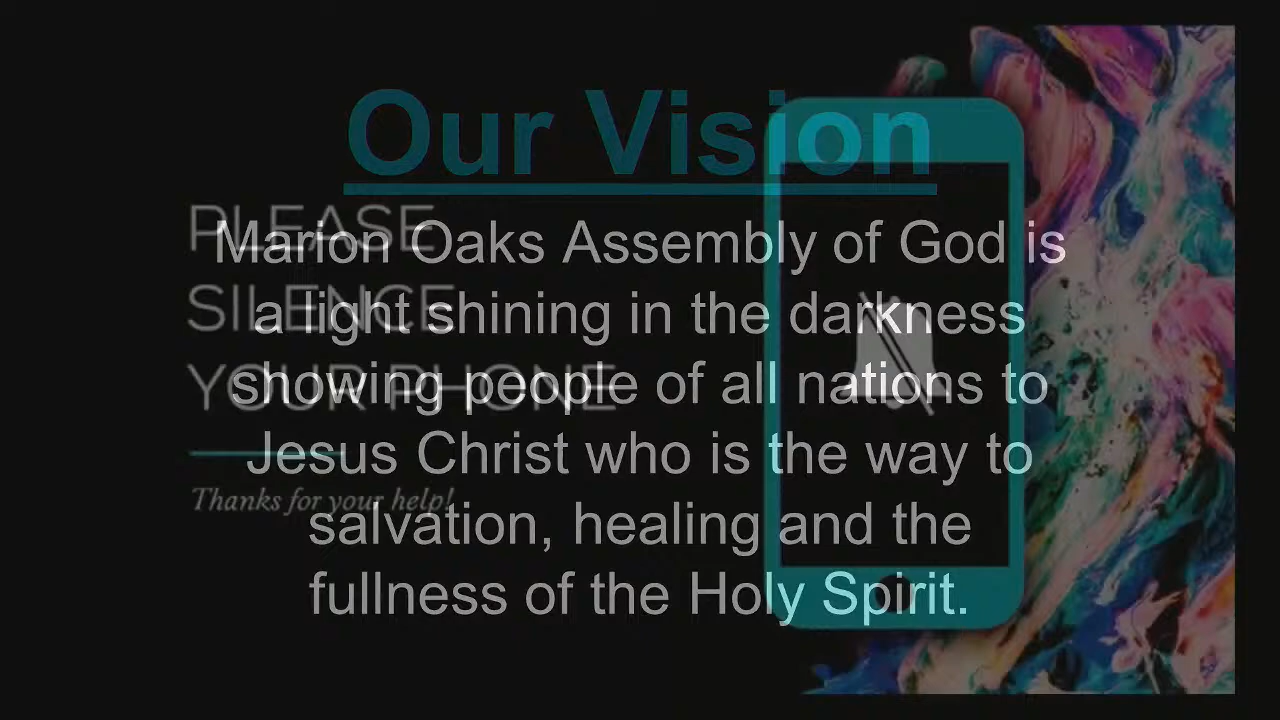 Our Vision
Marion Oaks Assembly of God is
a light shining in the darkness
showing people of all nations to
Jesus Christ who is the way to
salvation, healing and the
fullness of the Holy Spirit.
PLEASE
SILENCE
YOUR PHONE
Thanks for your help!